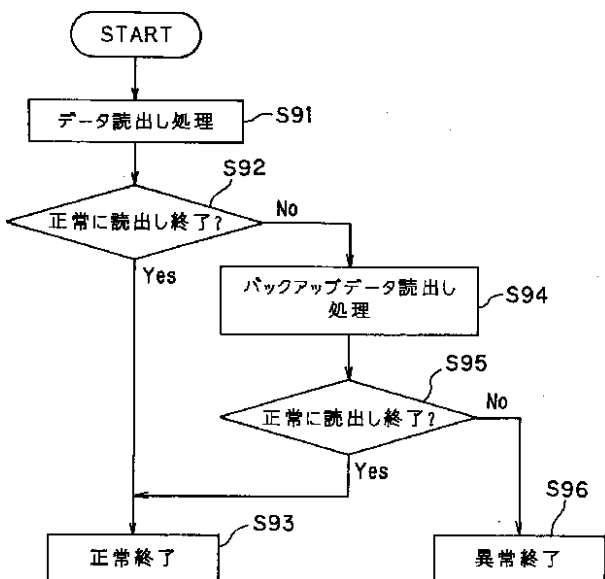 START
データ読出し処理
S91
正常に読出し終了?
S92
No
Yes
バックアップデータ読出し
処理
S94
正常に読出し終了?
S95
No
Yes
正常終了
S93
異常終了
S96